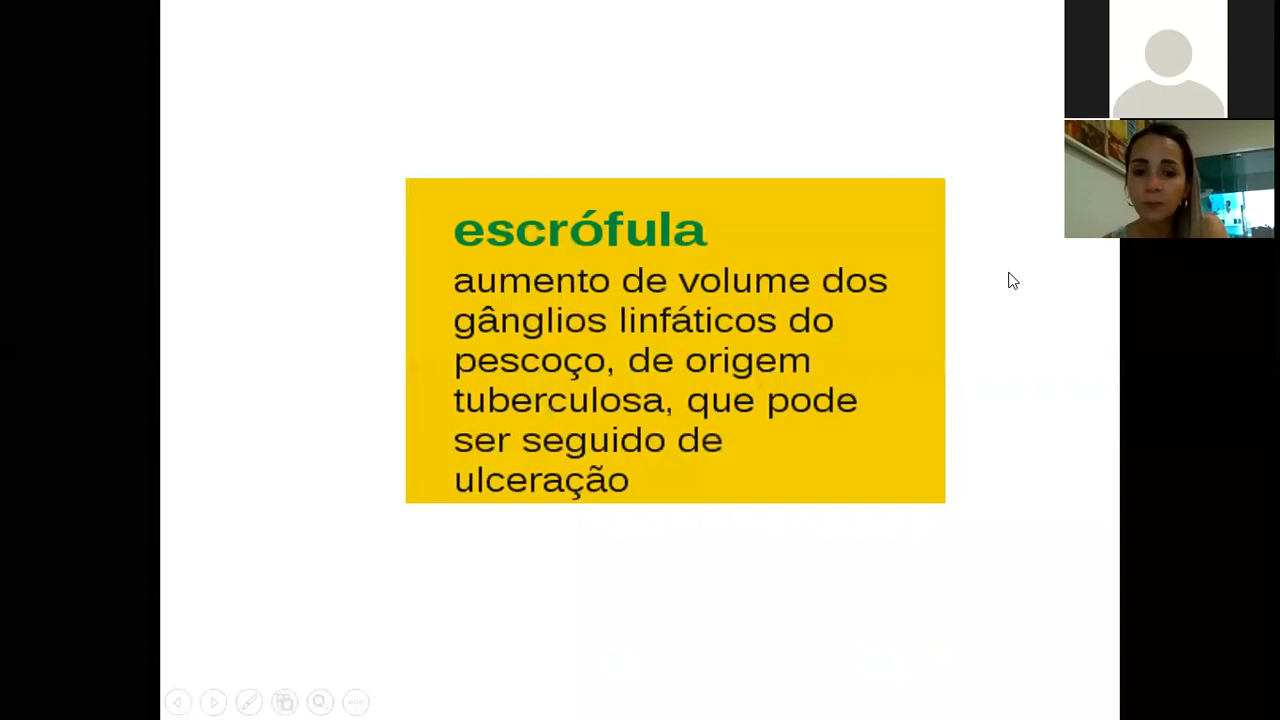 escrófula
aumento de volume dos
gânglios linfáticos do
pescoço, de origem
tuberculosa, que pode
ser seguido de
ulceração